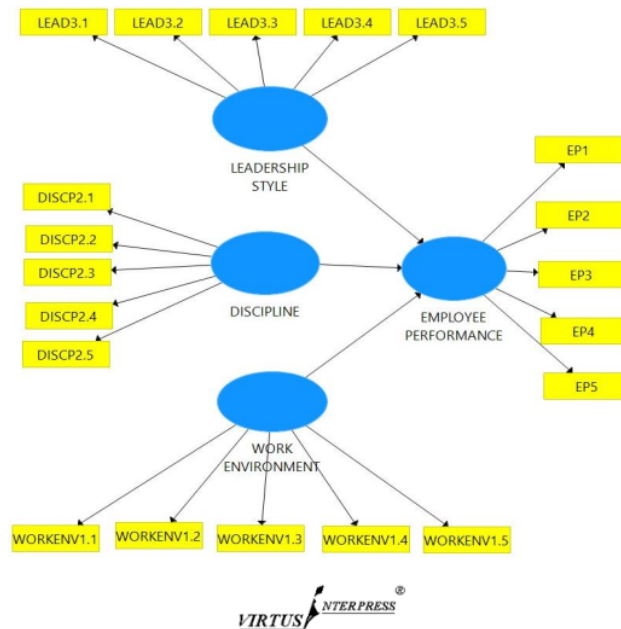 LEAD3.1 LEAD3.2 LEAD3.3 LEAD3.4 LEAD3.5
LEADERSHIP
STYLE
EP1
EP2
EP3
EP4
EP5
DISCP2.1
DISCP2.2
DISCP2.3
DISCP2.4
DISCP2.5
DISCIPLINE
EMPLOYEE
PERFORMANCE
WORK
ENVIRONMENT
WORKENV1.1 WORKENV1.2 WORKENV1.3 WORKENV1.4 WORKENV1.5
VIRTUS INTERPRESS®